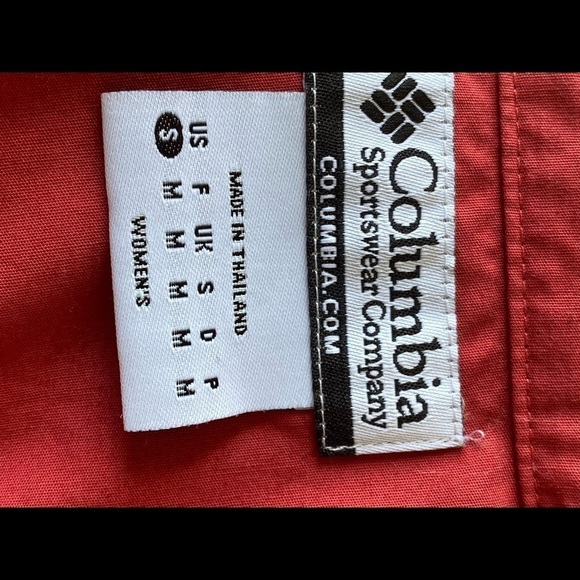 Columbia
Sportswear Company
COLUMBIA.COM
MADE IN THAILAND
US F UK S D P
S M M M M M
WOMEN'S